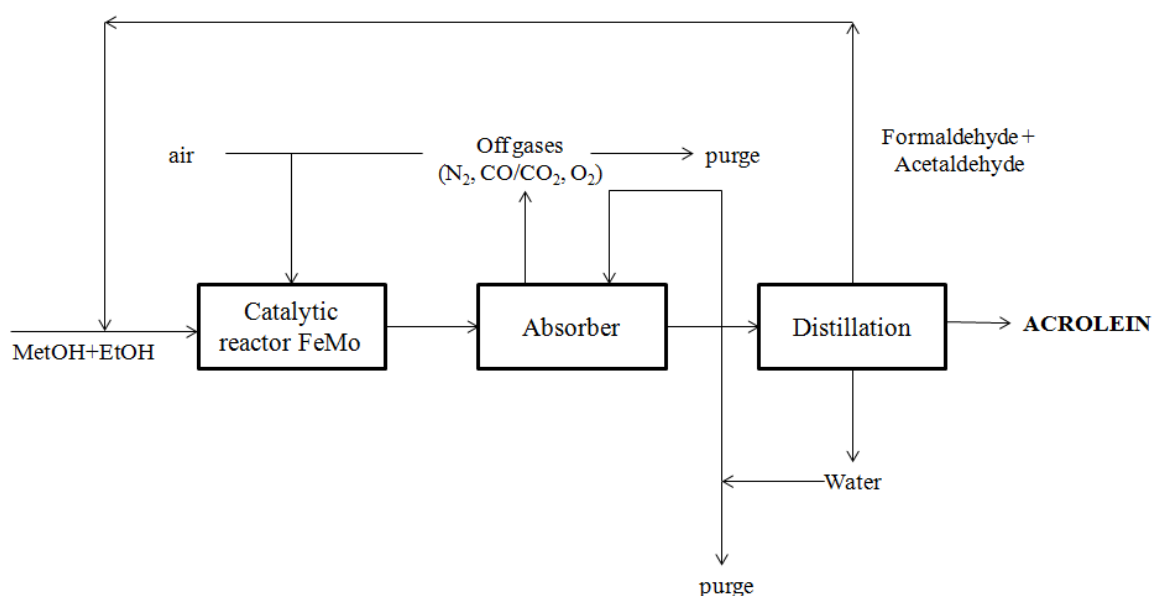 Off gases
air
(N₂, CO/CO₂, O₂)
purge
Formaldehyde +
Acetaldehyde
MetOH+EtOH
Catalytic
reactor FeMo
Absorber
Distillation
ACROLEIN
Water
purge